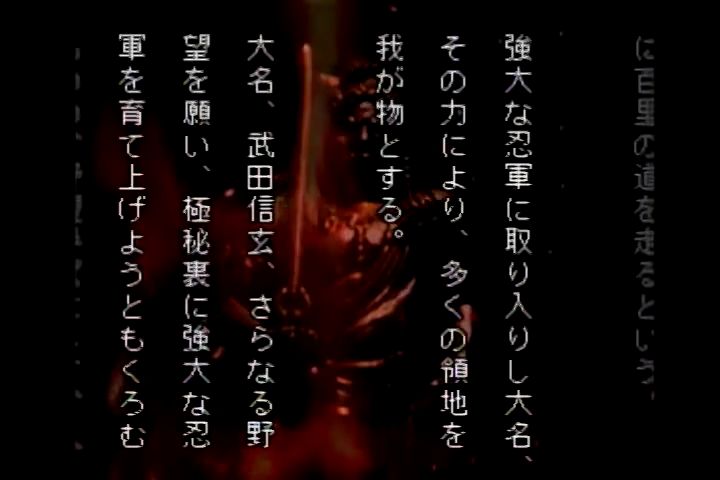 に百里の道を走るという
強大な忍軍に取り入りし大名、
その力により、多くの領地を
我が物とする。
大名、武田信玄、さらなる野
望を願い、極秘裏に強大な忍
軍を育て上げようともくろむ